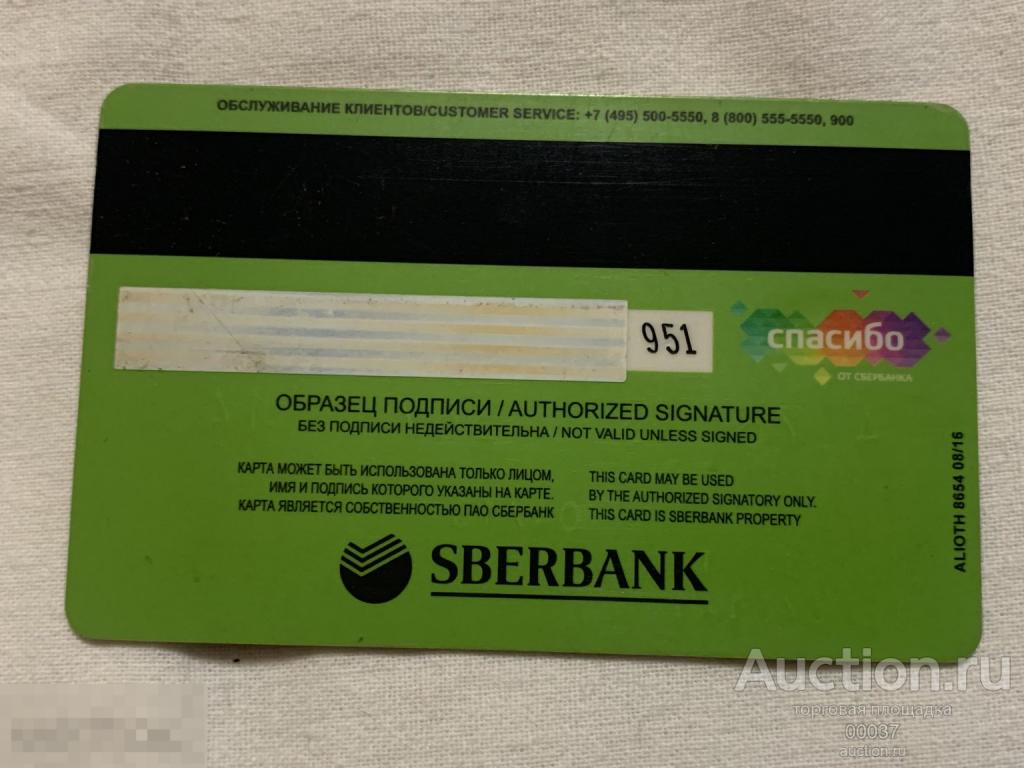 ОБСЛУЖИВАНИЕ КЛИЕНТОВ/CUSTOMER SERVICE: +7 (495) 500-5550, 8 (800) 555-5550, 900
951
спасибо
ОТ СБЕРБАНКА
ОБРАЗЕЦ ПОДПИСИ / AUTHORIZED SIGNATURE
БЕЗ ПОДПИСИ НЕДЕЙСТВИТЕЛЬНА / NOT VALID UNLESS SIGNED
КАРТА МОЖЕТ БЫТЬ ИСПОЛЬЗОВАНА ТОЛЬКО ЛИЦОМ,
ИМЯ И ПОДПИСЬ КОТОРОГО УКАЗАНЫ НА КАРТЕ.
КАРТА ЯВЛЯЕТСЯ СОБСТВЕННОСТЬЮ ПАО СБЕРБАНК
THIS CARD MAY BE USED
BY THE AUTHORIZED SIGNATORY ONLY.
THIS CARD IS SBERBANK PROPERTY
ALIOTH 8654 08/16
SBERBANK
Auction.ru
торговая площадка
00037
auction.ru